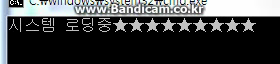 C:\windows\system32\cmd.exe
www.Bandicam.co.kr
시스템 로딩중★★★★★★★★★